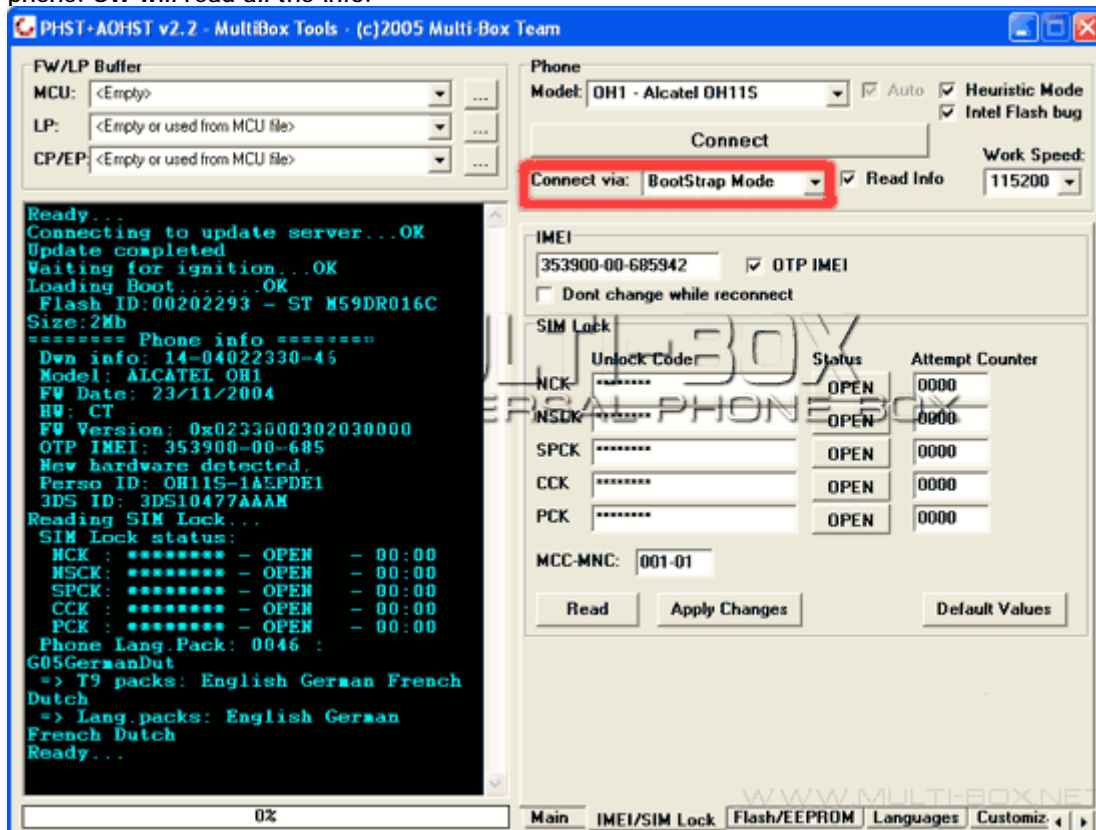 phone. SW will read all the info.
PHST+AOHST v2.2 - MultiBox Tools - (c)2005 Multi-Box Team
FW/LP Buffer
MCU: <Empty> ...
LP: <Empty or used from MCU file> ...
CP/EP: <Empty or used from MCU file> ...
Phone
Model: OH1 - Alcatel OH11S Auto Heuristic Mode
Intel Flash bug
Connect
Work Speed:
Connect via: BootStrap Mode Read Info 115200
Ready...
Connecting to update server...OK
Update completed
Waiting for ignition...OK
Loading Boot.......OK
Flash ID:00202293 - ST M59DR016C
Size:2Mb
======== Phone info ========
Dwn info: 14-04022330-45
Model: ALCATEL OH1
FW Date: 23/11/2004
HW: CT
FW Version: 0x0233000302030000
OTP IMEI: 353900-00-685
New hardware detected.
Perso ID: OH11S-1AEPDE1
3DS ID: 3DS10477AAAM
Reading SIM Lock...
SIM Lock status:
NCK : ******** - OPEN - 00:00
NSCK: ******** - OPEN - 00:00
SPCK: ******** - OPEN - 00:00
CCK : ******** - OPEN - 00:00
PCK : ******** - OPEN - 00:00
Phone Lang.Pack: 0046 :
G05GermanDut
=> T9 packs: English German French
Dutch
=> Lang.packs: English German
French Dutch
Ready...
0%
IMEI
353900-00-685942 OTP IMEI
Dont change while reconnect
SIM Lock
Unlock Code Status Attempt Counter
NCK ******** OPEN 0000
NSCK ******** OPEN 0000
SPCK ******** OPEN 0000
CCK ******** OPEN 0000
PCK ******** OPEN 0000
MCC-MNC: 001-01
Read Apply Changes Default Values
WWW.MULTI-BOX.NET
Main IMEI/SIM Lock Flash/EEPROM Languages Customiz